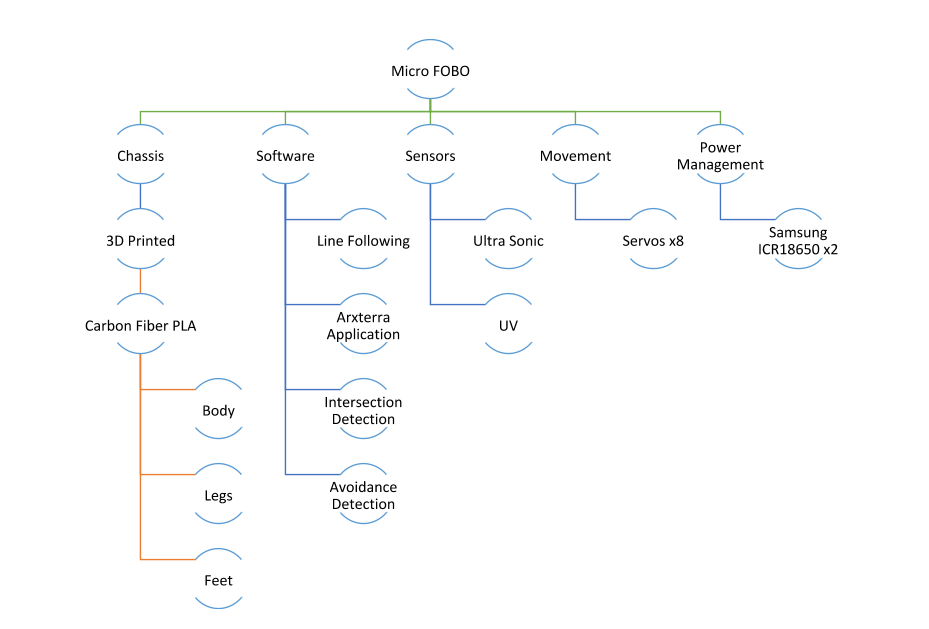 Micro FOBO
Chassis
Software
Sensors
Movement
Power
Management
3D Printed
Line Following
Ultra Sonic
Servos x8
Samsung
ICR18650 x2
Carbon Fiber PLA
Arxterra
Application
UV
Body
Intersection
Detection
Legs
Avoidance
Detection
Feet